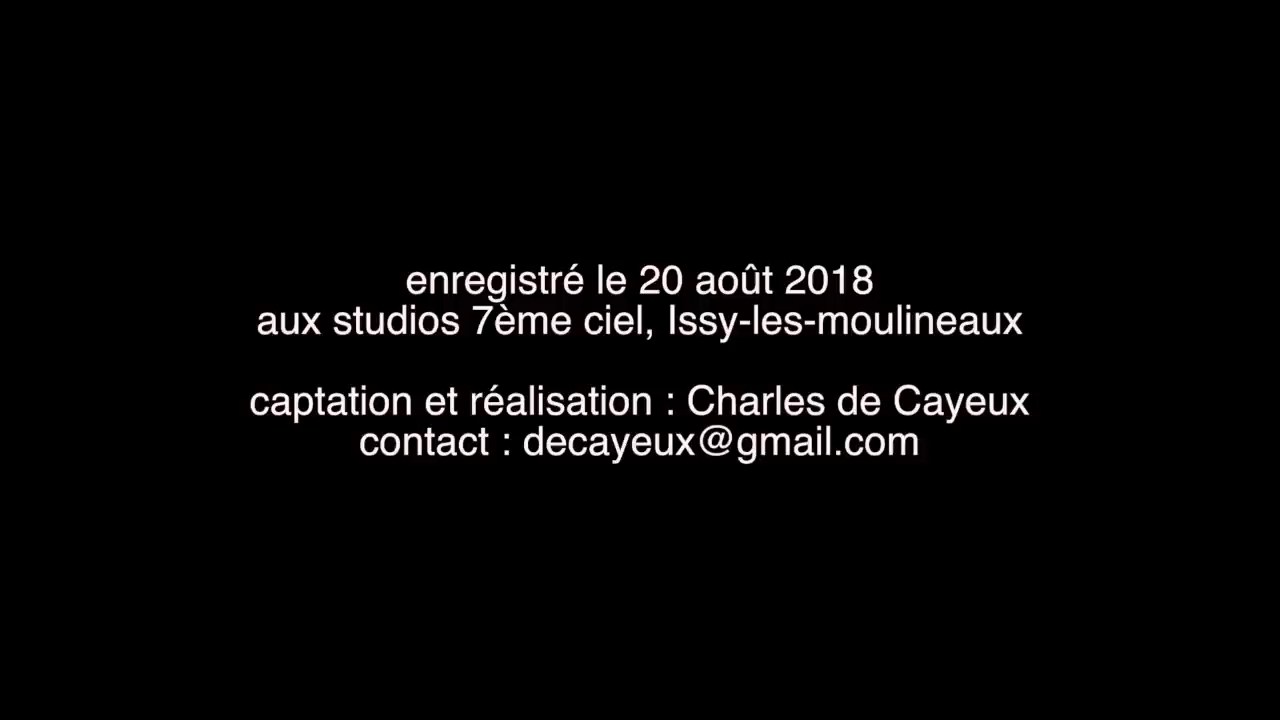 enregistré le 20 août 2018
aux studios 7ème ciel, Issy-les-moulineaux
captation et réalisation : Charles de Cayeux
contact : decayeux@gmail.com